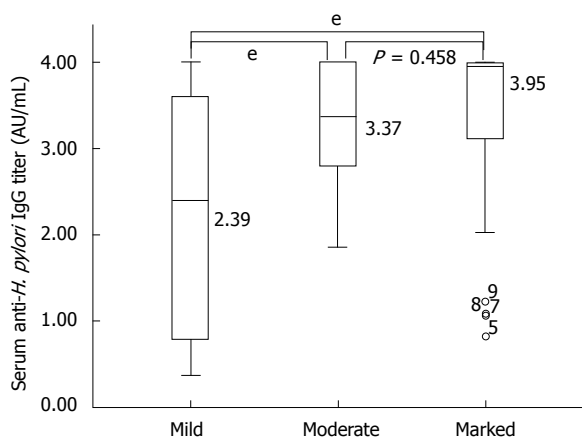 e
e
P = 0.458
4.00
3.00
2.00
1.00
0.00
Serum anti-H. pylori IgG titer (AU/mL)
2.39
3.37
3.95
9
8 7
5
Mild Moderate Marked